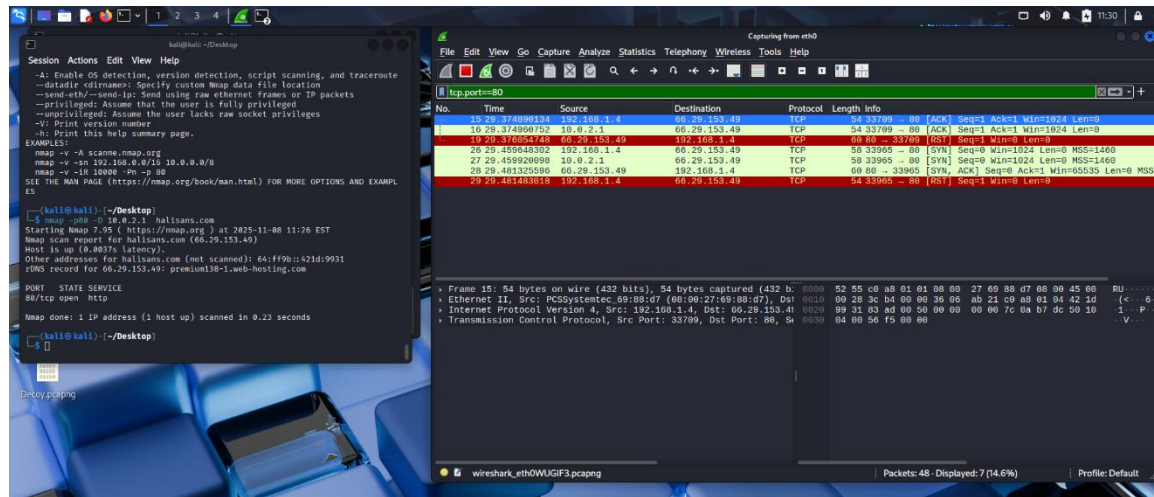 1 2 3 4
11:30
kali@kali: ~/Desktop
Session Actions Edit View Help
-A: Enable OS detection, version detection, script scanning, and traceroute
--datadir <dirname>: Specify custom Nmap data file location
--send-eth/--send-ip: Send using raw ethernet frames or IP packets
--privileged: Assume that the user is fully privileged
--unprivileged: Assume the user lacks raw socket privileges
-V: Print version number
-h: Print this help summary page.
EXAMPLES:
nmap -v -A scanme.nmap.org
nmap -v -sn 192.168.0.0/16 10.0.0.0/8
nmap -v -iR 10000 -Pn -p 80
SEE THE MAN PAGE (https://nmap.org/book/man.html) FOR MORE OPTIONS AND EXAMPL
ES
(kali㉿kali)-[~/Desktop]
$ nmap -p80 -D 10.0.2.1 halisans.com
Starting Nmap 7.95 ( https://nmap.org ) at 2025-11-08 11:26 EST
Nmap scan report for halisans.com (66.29.153.49)
Host is up (0.0037s latency).
Other addresses for halisans.com (not scanned): 64:ff9b::421d:9931
rDNS record for 66.29.153.49: premium138-1.web-hosting.com
PORT STATE SERVICE
80/tcp open http
Nmap done: 1 IP address (1 host up) scanned in 0.23 seconds
(kali㉿kali)-[~/Desktop]
$
Decoy.pcapng
Capturing from eth0
File Edit View Go Capture Analyze Statistics Telephony Wireless Tools Help
tcp.port==80
No. Time Source Destination Protocol Length Info
15 29.374890134 192.168.1.4 66.29.153.49 TCP 54 33709 → 80 [ACK] Seq=1 Ack=1 Win=1024 Len=0
16 29.374960752 10.0.2.1 66.29.153.49 TCP 54 33709 → 80 [ACK] Seq=1 Ack=1 Win=1024 Len=0
19 29.376054748 66.29.153.49 192.168.1.4 TCP 60 80 → 33709 [RST] Seq=1 Win=0 Len=0
26 29.459648302 192.168.1.4 66.29.153.49 TCP 58 33965 → 80 [SYN] Seq=0 Win=1024 Len=0 MSS=1460
27 29.459920098 10.0.2.1 66.29.153.49 TCP 58 33965 → 80 [SYN] Seq=0 Win=1024 Len=0 MSS=1460
28 29.481325596 66.29.153.49 192.168.1.4 TCP 60 80 → 33965 [SYN, ACK] Seq=0 Ack=1 Win=65535 Len=0 MSS
29 29.481483018 192.168.1.4 66.29.153.49 TCP 54 33965 → 80 [RST] Seq=1 Win=0 Len=0
Frame 15: 54 bytes on wire (432 bits), 54 bytes captured (432 b
Ethernet II, Src: PCSSystemtec_69:88:d7 (08:00:27:69:88:d7), Dst
Internet Protocol Version 4, Src: 192.168.1.4, Dst: 66.29.153.49
Transmission Control Protocol, Src Port: 33709, Dst Port: 80, Se
0000 52 55 c0 a8 01 01 08 00 27 69 88 d7 08 00 45 00 RU
0010 00 28 3c b4 00 00 36 06 ab 21 c0 a8 01 04 42 1d
0020 99 31 83 ad 00 50 00 00 00 00 7c 0a b7 dc 50 10
0030 04 00 56 f5 00 00
wireshark_eth0WUGIF3.pcapng
Packets: 48 · Displayed: 7 (14.6%)
Profile: Default